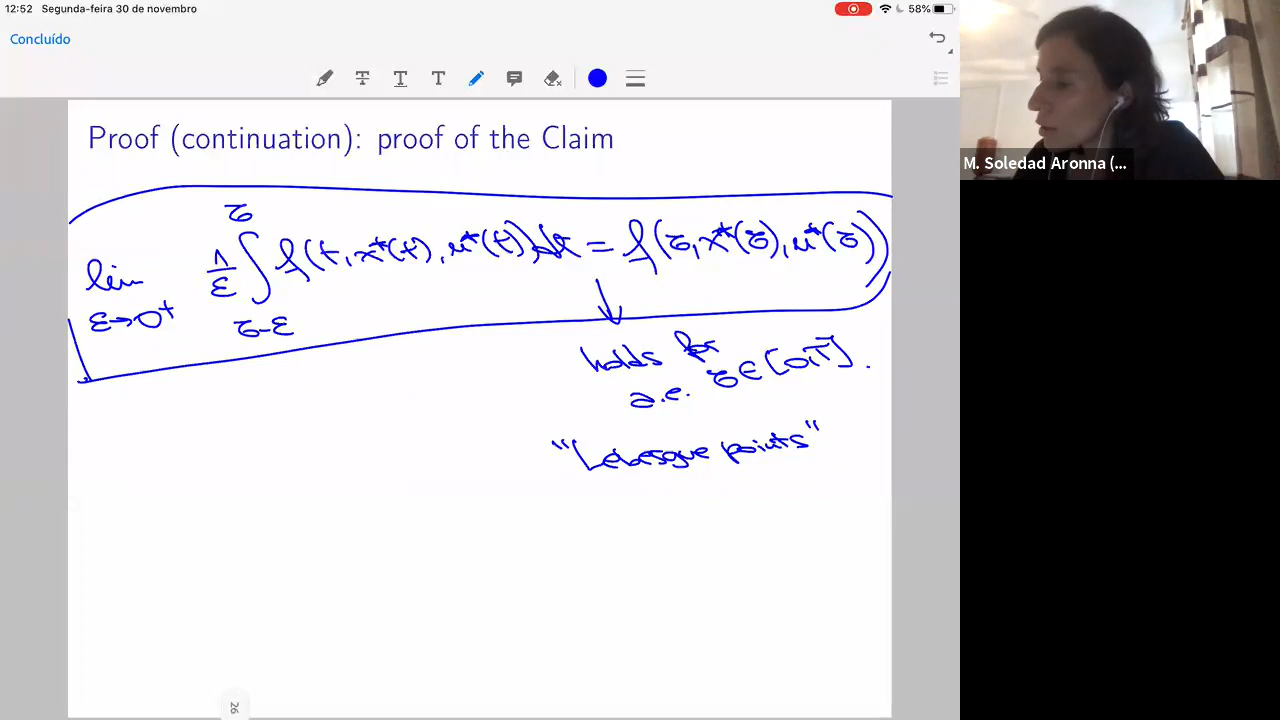 12:52 Segunda-feira 30 de novembro 58%
Concluído
T T T
M. Soledad Aronna (...
Proof (continuation): proof of the Claim
lim ε→0⁺ 1/ε ∫_{τ-ε}^{τ} f(t, x*(t), u*(t)) dt = f(τ, x*(τ), u*(τ))
holds for
a.e. τ∈[0,T].
"Lebesgue points"
26